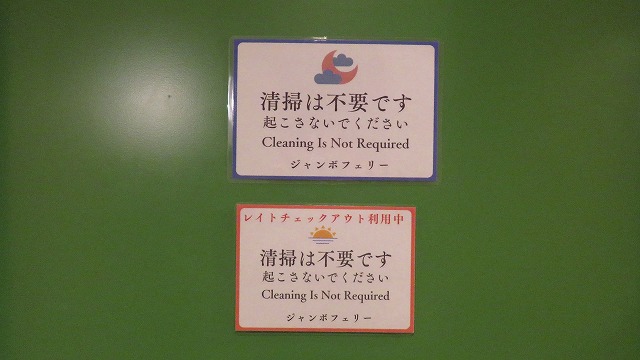 清掃は不要です
起こさないでください
Cleaning Is Not Required
ジャンボフェリー
レイトチェックアウト利用中
清掃は不要です
起こさないでください
Cleaning Is Not Required
ジャンボフェリー